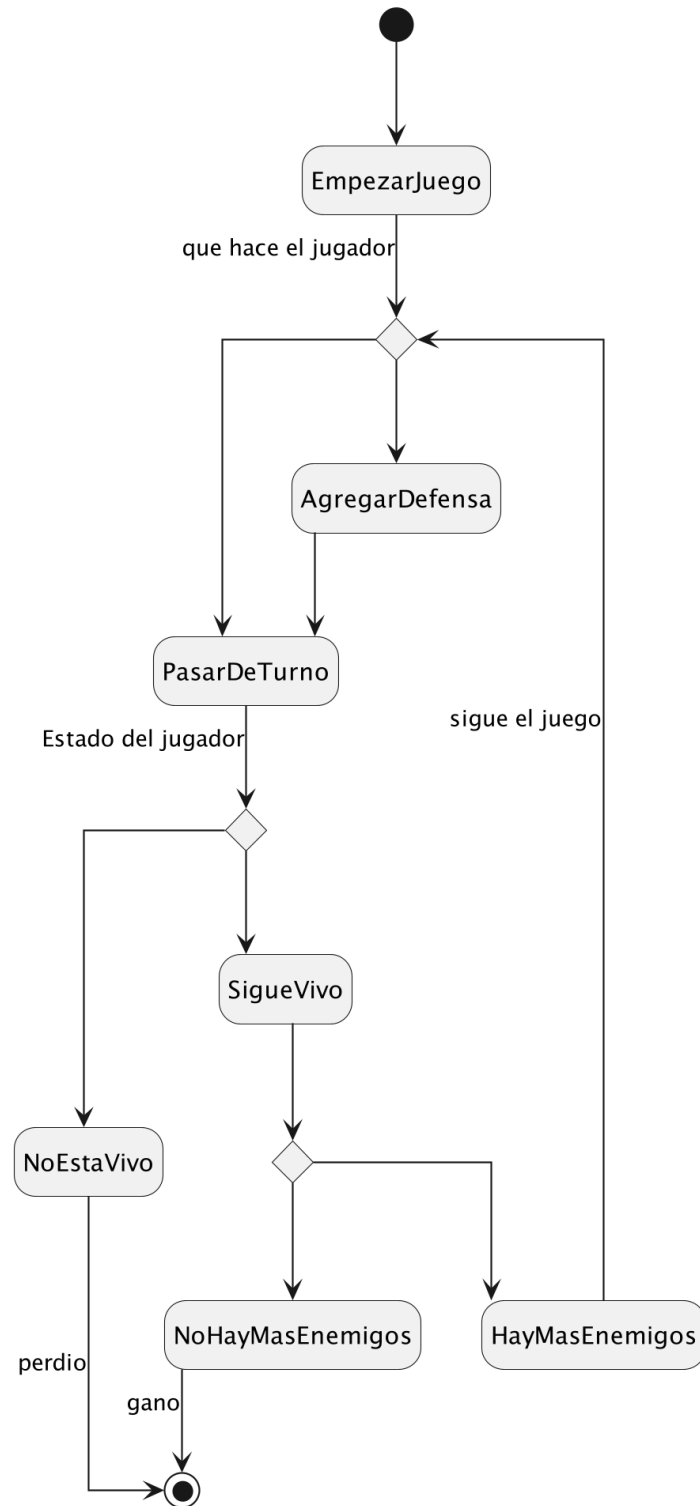 EmpezarJuego
que hace el jugador
AgregarDefensa
PasarDeTurno
sigue el juego
Estado del jugador
SigueVivo
NoEstaVivo
NoHayMasEnemigos
HayMasEnemigos
perdio
gano